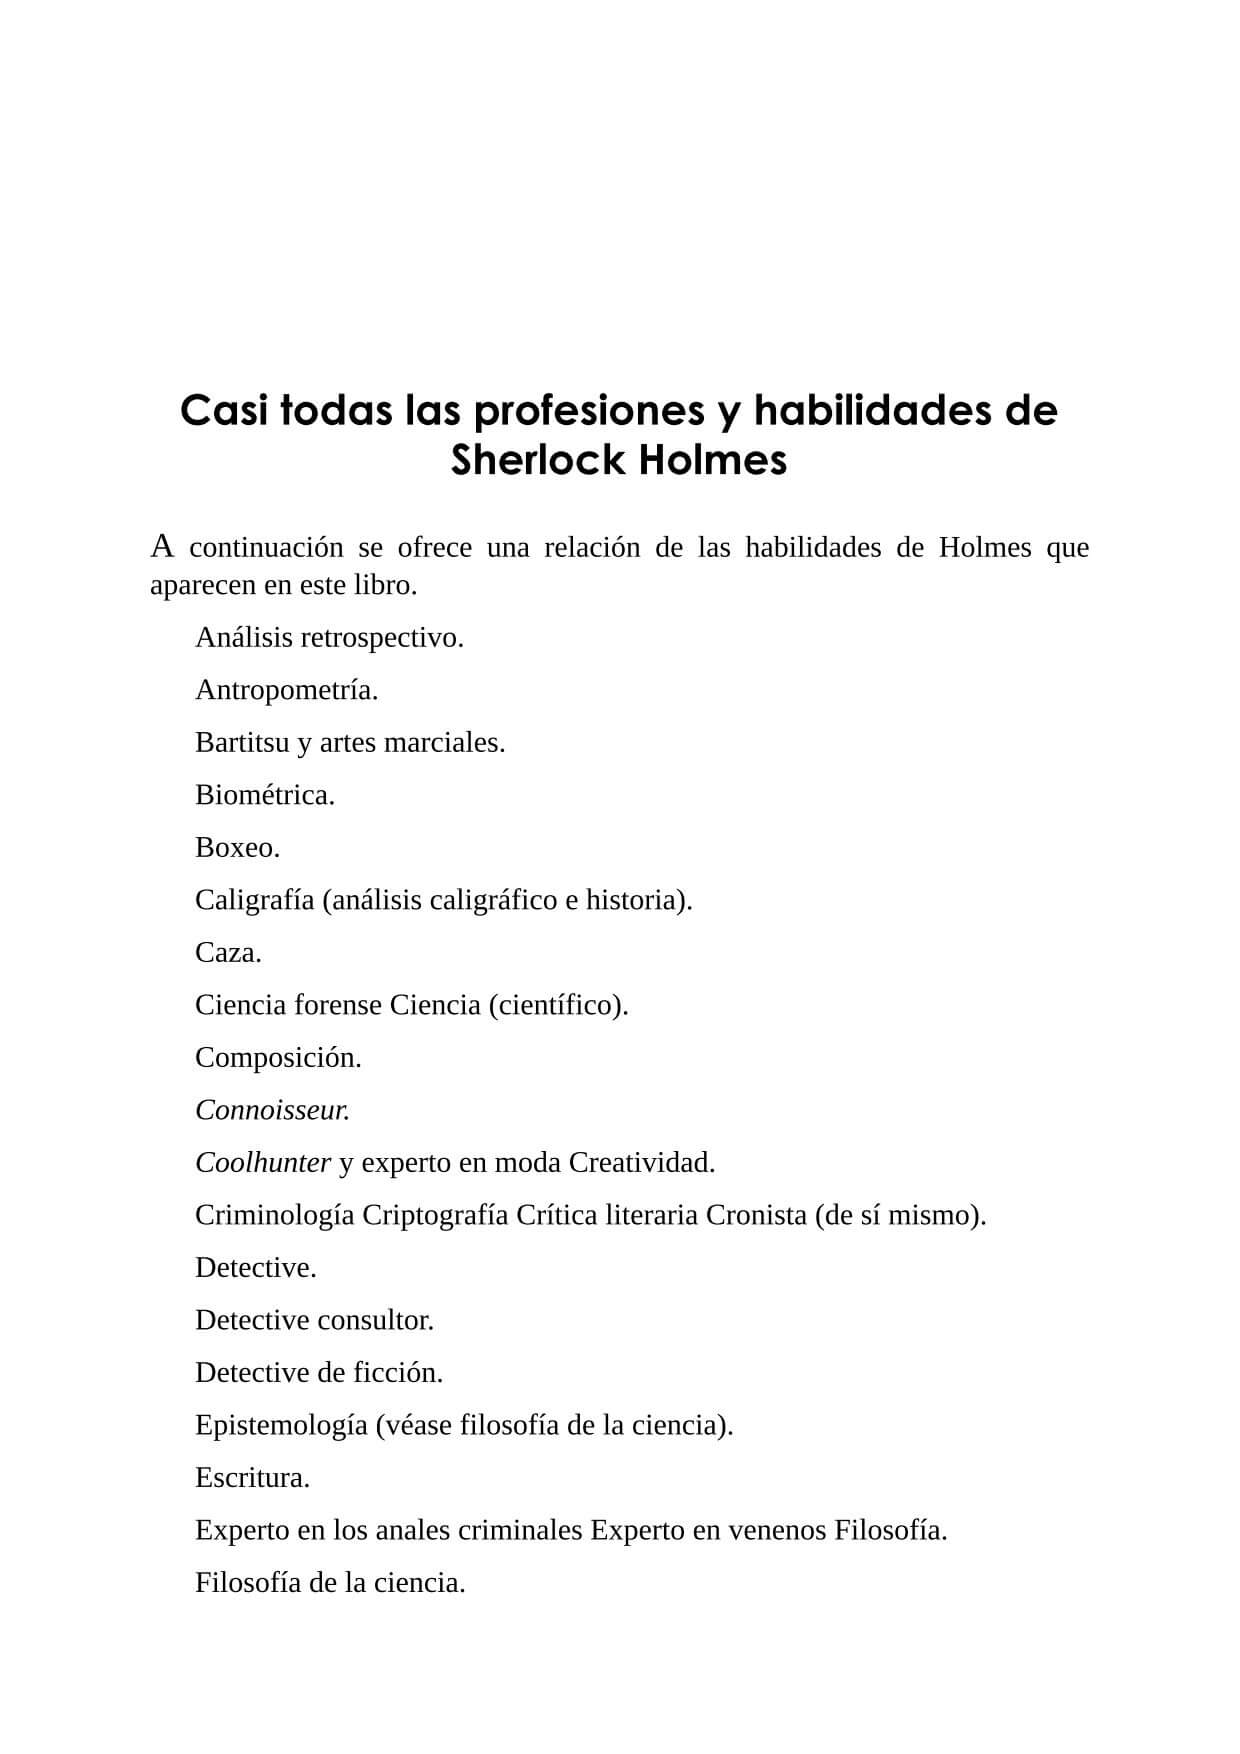 Casi todas las profesiones y habilidades de
Sherlock Holmes
A continuación se ofrece una relación de las habilidades de Holmes que
aparecen en este libro.
Análisis retrospectivo.
Antropometría.
Bartitsu y artes marciales.
Biométrica.
Boxeo.
Caligrafía (análisis caligráfico e historia).
Caza.
Ciencia forense Ciencia (científico).
Composición.
Connoisseur.
Coolhunter y experto en moda Creatividad.
Criminología Criptografía Crítica literaria Cronista (de sí mismo).
Detective.
Detective consultor.
Detective de ficción.
Epistemología (véase filosofía de la ciencia).
Escritura.
Experto en los anales criminales Experto en venenos Filosofía.
Filosofía de la ciencia.